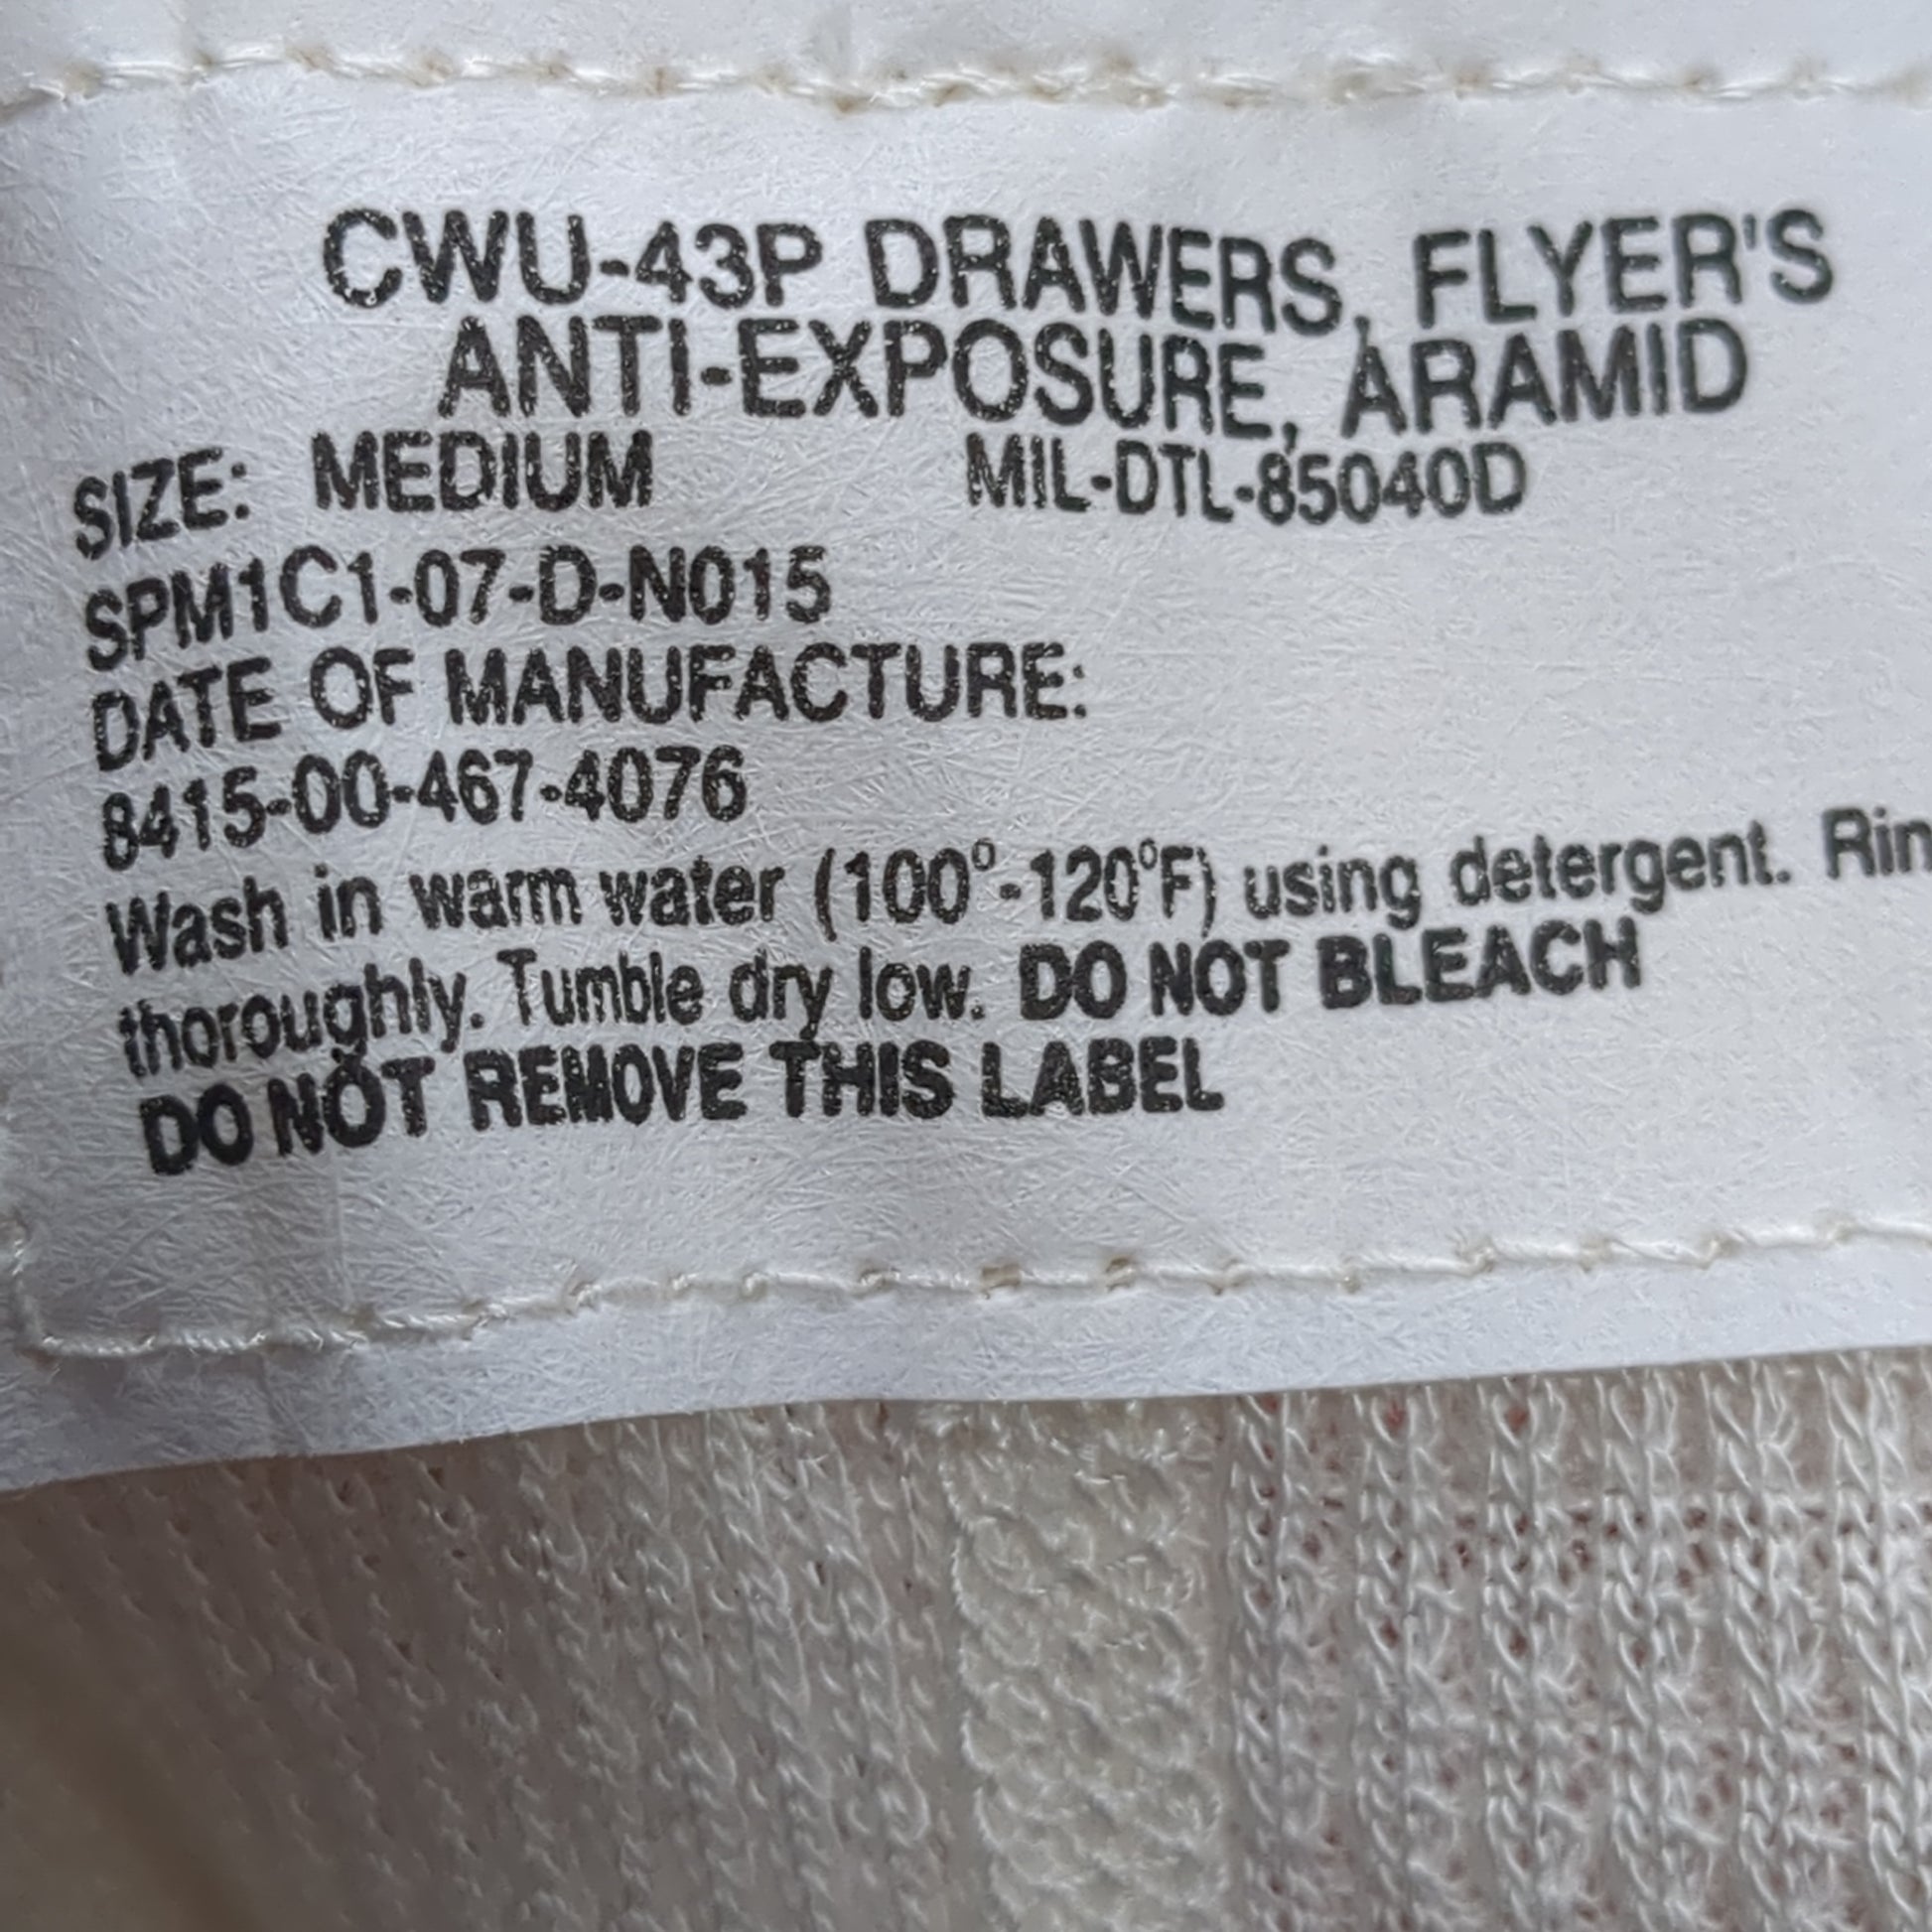 CWU-43P DRAWERS, FLYER'S
ANTI-EXPOSURE, ARAMID
SIZE: MEDIUM MIL-DTL-85040D
SPM1C1-07-D-N015
DATE OF MANUFACTURE:
8415-00-467-4076
Wash in warm water (100°-120°F) using detergent. Rin
thoroughly. Tumble dry low. DO NOT BLEACH
DO NOT REMOVE THIS LABEL